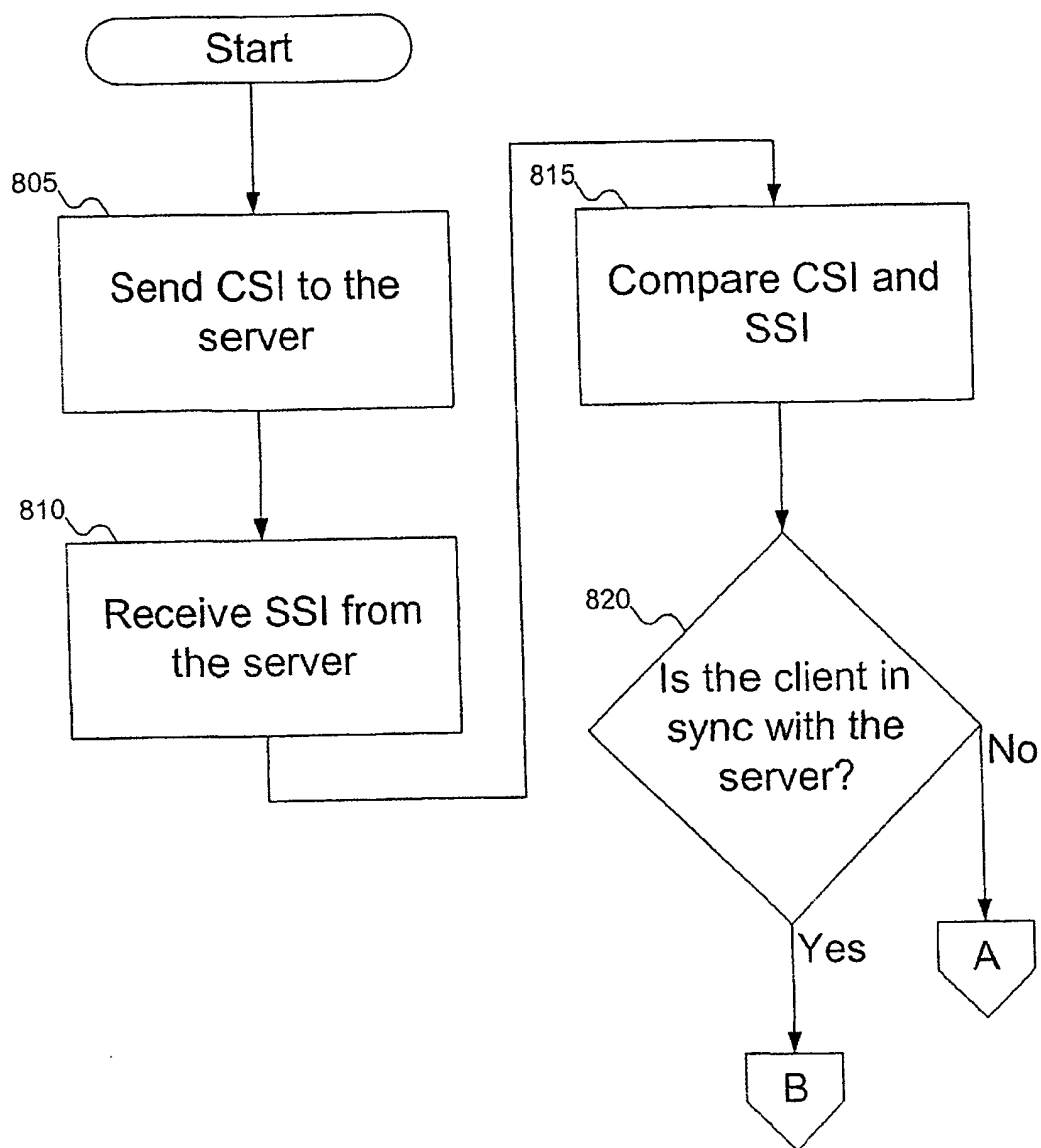 Start
805
Send CSI to the
server
810
Receive SSI from
the server
815
Compare CSI and
SSI
820
Is the client in
sync with the
server?
No
Yes
A
B